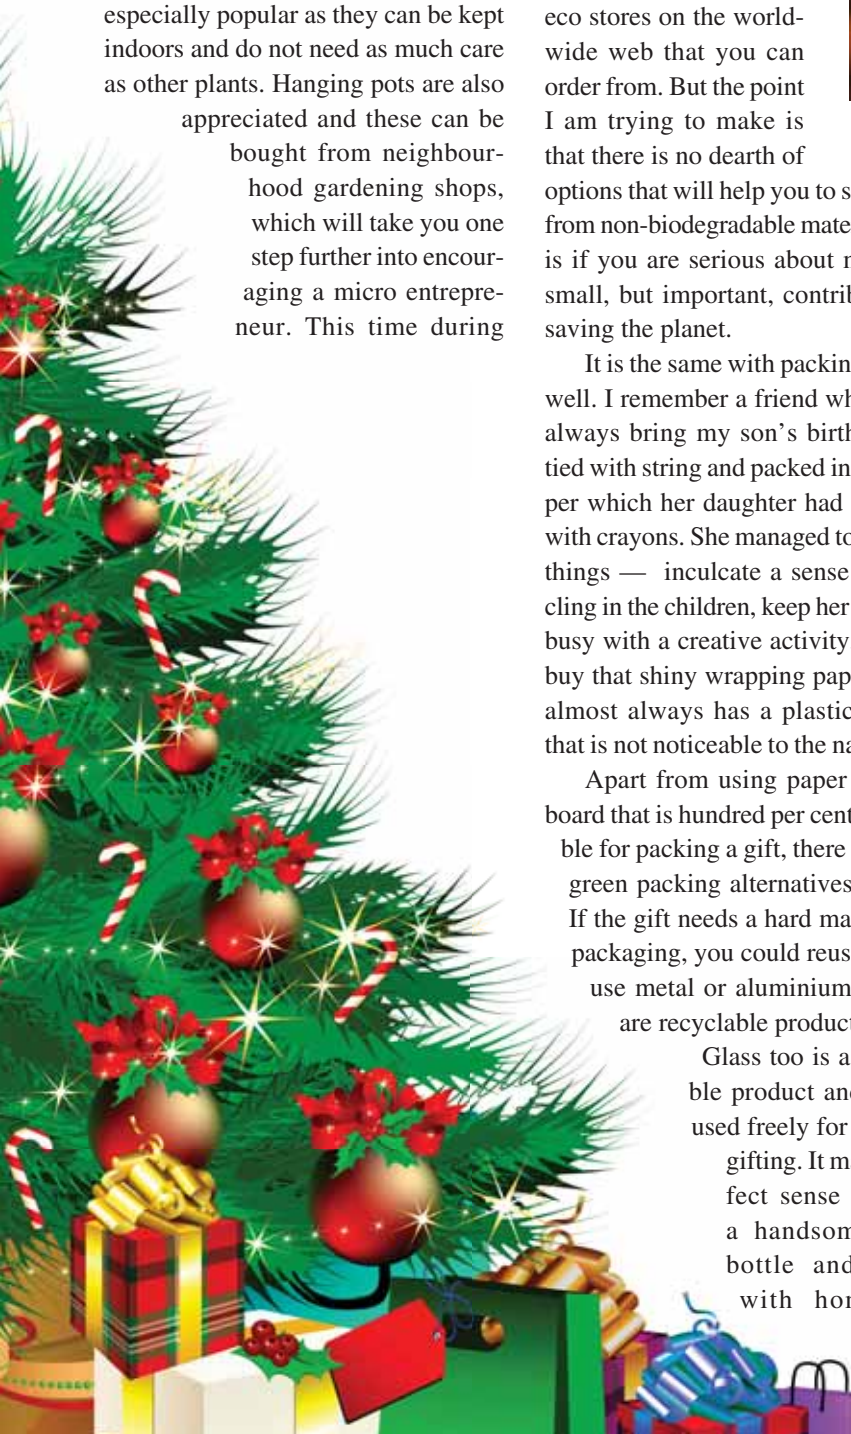 especially popular as they can be kept
indoors and do not need as much care
as other plants. Hanging pots are also
appreciated and these can be
bought from neighbour-
hood gardening shops,
which will take you one
step further into encour-
aging a micro entrepre-
neur. This time during
eco stores on the world-
wide web that you can
order from. But the point
I am trying to make is
that there is no dearth of
options that will help you to s
from non-biodegradable mate
is if you are serious about
small, but important, contrib
saving the planet.
It is the same with packin
well. I remember a friend wh
always bring my son's birth
tied with string and packed in
per which her daughter had
with crayons. She managed to
things — inculcate a sense
cling in the children, keep her
busy with a creative activity
buy that shiny wrapping pap
almost always has a plastic
that is not noticeable to the na
Apart from using paper
board that is hundred per cent
ble for packing a gift, there
green packing alternatives
If the gift needs a hard ma
packaging, you could reus
use metal or aluminium
are recyclable product
Glass too is a
ble product and
used freely for
gifting. It ma
fect sense
a handsom
bottle and
with hon